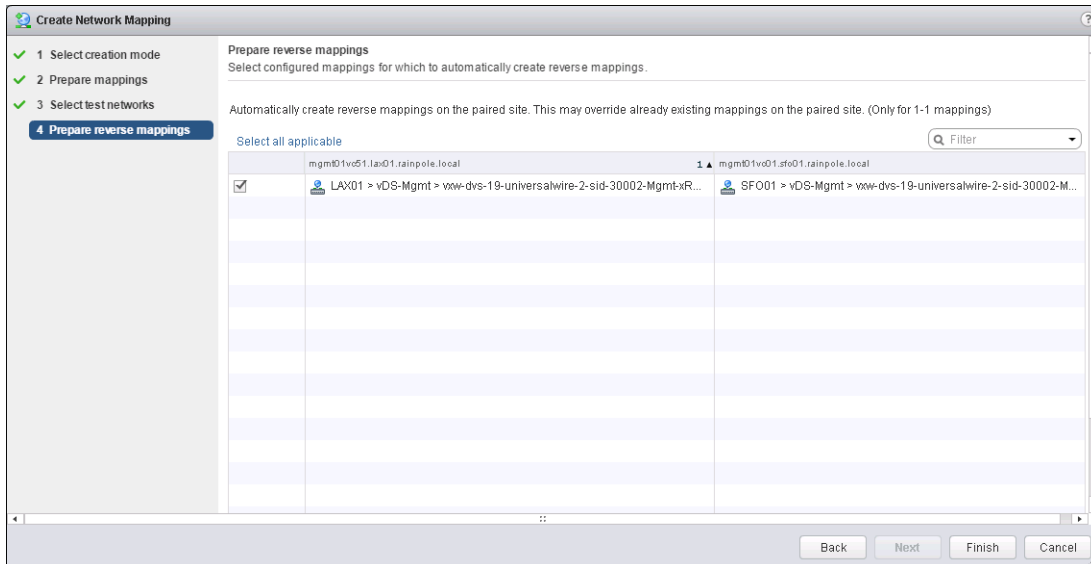 Create Network Mapping
?
1 Select creation mode
2 Prepare mappings
3 Select test networks
4 Prepare reverse mappings
Prepare reverse mappings
Select configured mappings for which to automatically create reverse mappings.
Automatically create reverse mappings on the paired site. This may override already existing mappings on the paired site. (Only for 1-1 mappings)
Select all applicable
Filter
mgmt01vc51.lax01.rainpole.local 1 ▲ mgmt01vc01.sfo01.rainpole.local
LAX01 > vDS-Mgmt > vxw-dvs-19-universalwire-2-sid-30002-Mgmt-xR... SFO01 > vDS-Mgmt > vxw-dvs-19-universalwire-2-sid-30002-M...
Back Next Finish Cancel